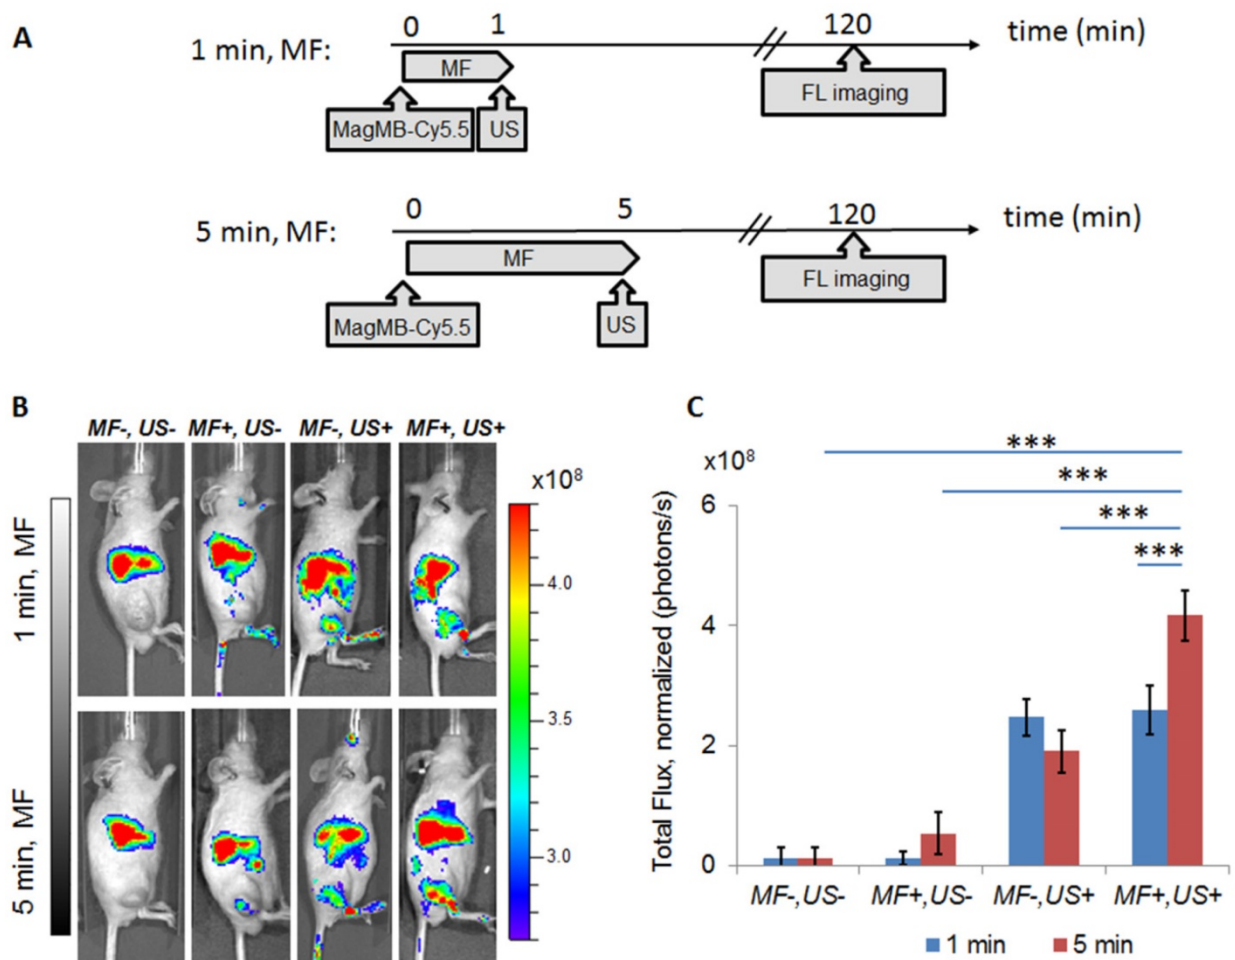 A
1 min, MF:
0
1
120
time (min)
MF
MagMB-Cy5.5
US
FL imaging
5 min, MF:
0
5
120
time (min)
MF
MagMB-Cy5.5
US
FL imaging
B
MF-, US- MF+, US- MF-, US+ MF+, US+
1 min, MF
5 min, MF
x10⁸
4.0
3.5
3.0
C
x10⁸
Total Flux, normalized (photons/s)
6
4
2
0
***
***
***
***
MF-,US- MF+,US- MF-,US+ MF+,US+
1 min 5 min